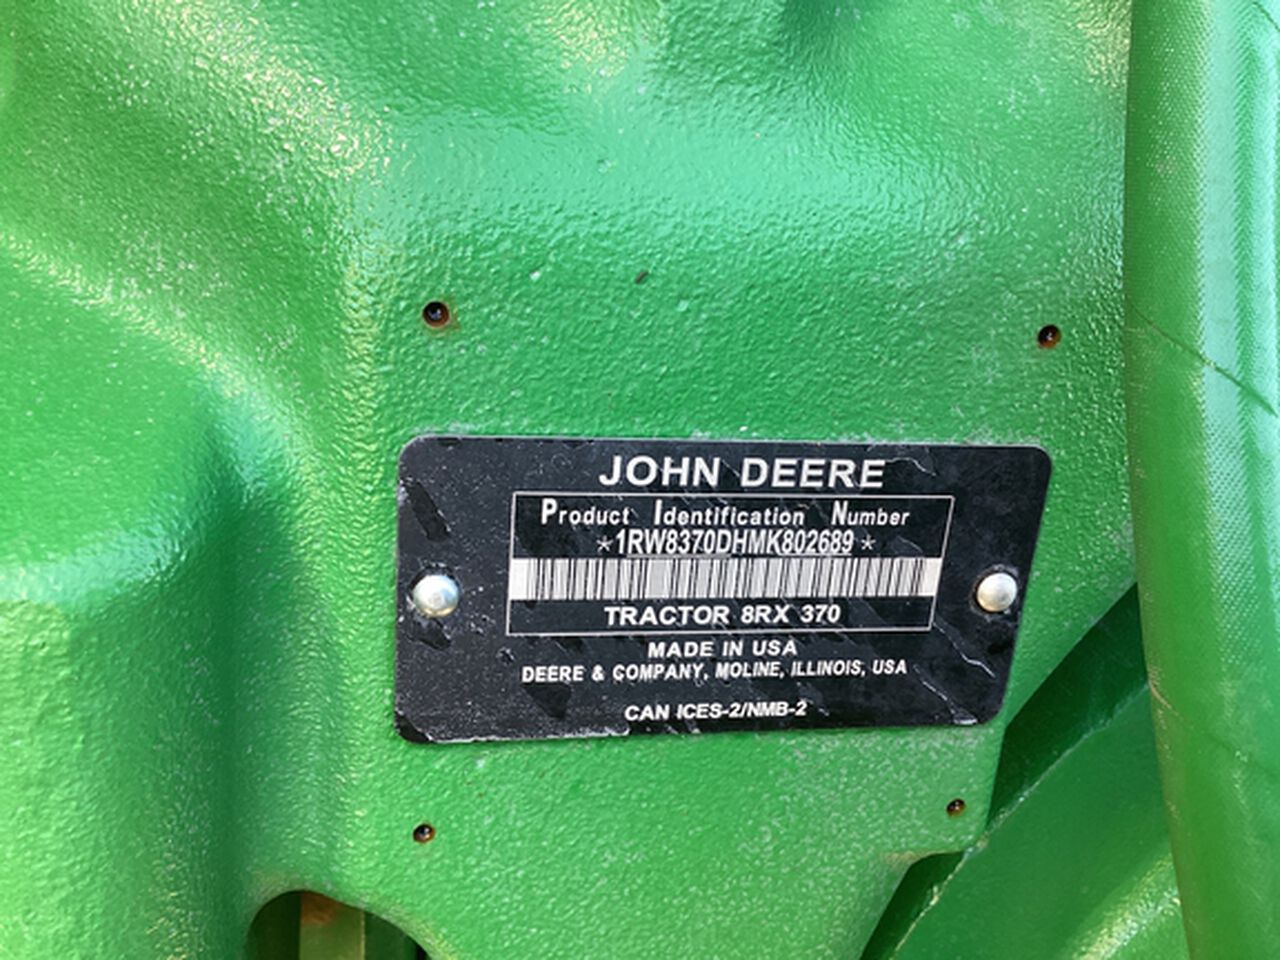 JOHN DEERE
Product Identification Number
*1RW8370DHMK802689*
TRACTOR 8RX 370
MADE IN USA
DEERE & COMPANY, MOLINE, ILLINOIS, USA
CAN ICES-2/NMB-2